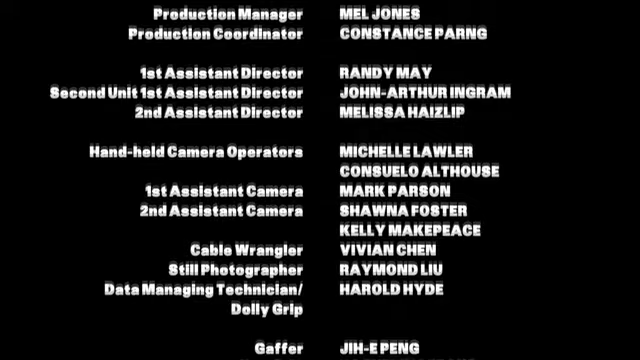 Production Manager MEL JONES
Production Coordinator CONSTANCE PARNG
1st Assistant Director RANDY MAY
Second Unit 1st Assistant Director JOHN-ARTHUR INGRAM
2nd Assistant Director MELISSA HAIZLIP
Hand-held Camera Operators MICHELLE LAWLER
CONSUELO ALTHOUSE
1st Assistant Camera MARK PARSON
2nd Assistant Camera SHAWNA FOSTER
KELLY MAKEPEACE
Cable Wrangler VIVIAN CHEN
Still Photographer RAYMOND LIU
Data Managing Technician/ HAROLD HYDE
Dolly Grip
Gaffer JIH-E PENG